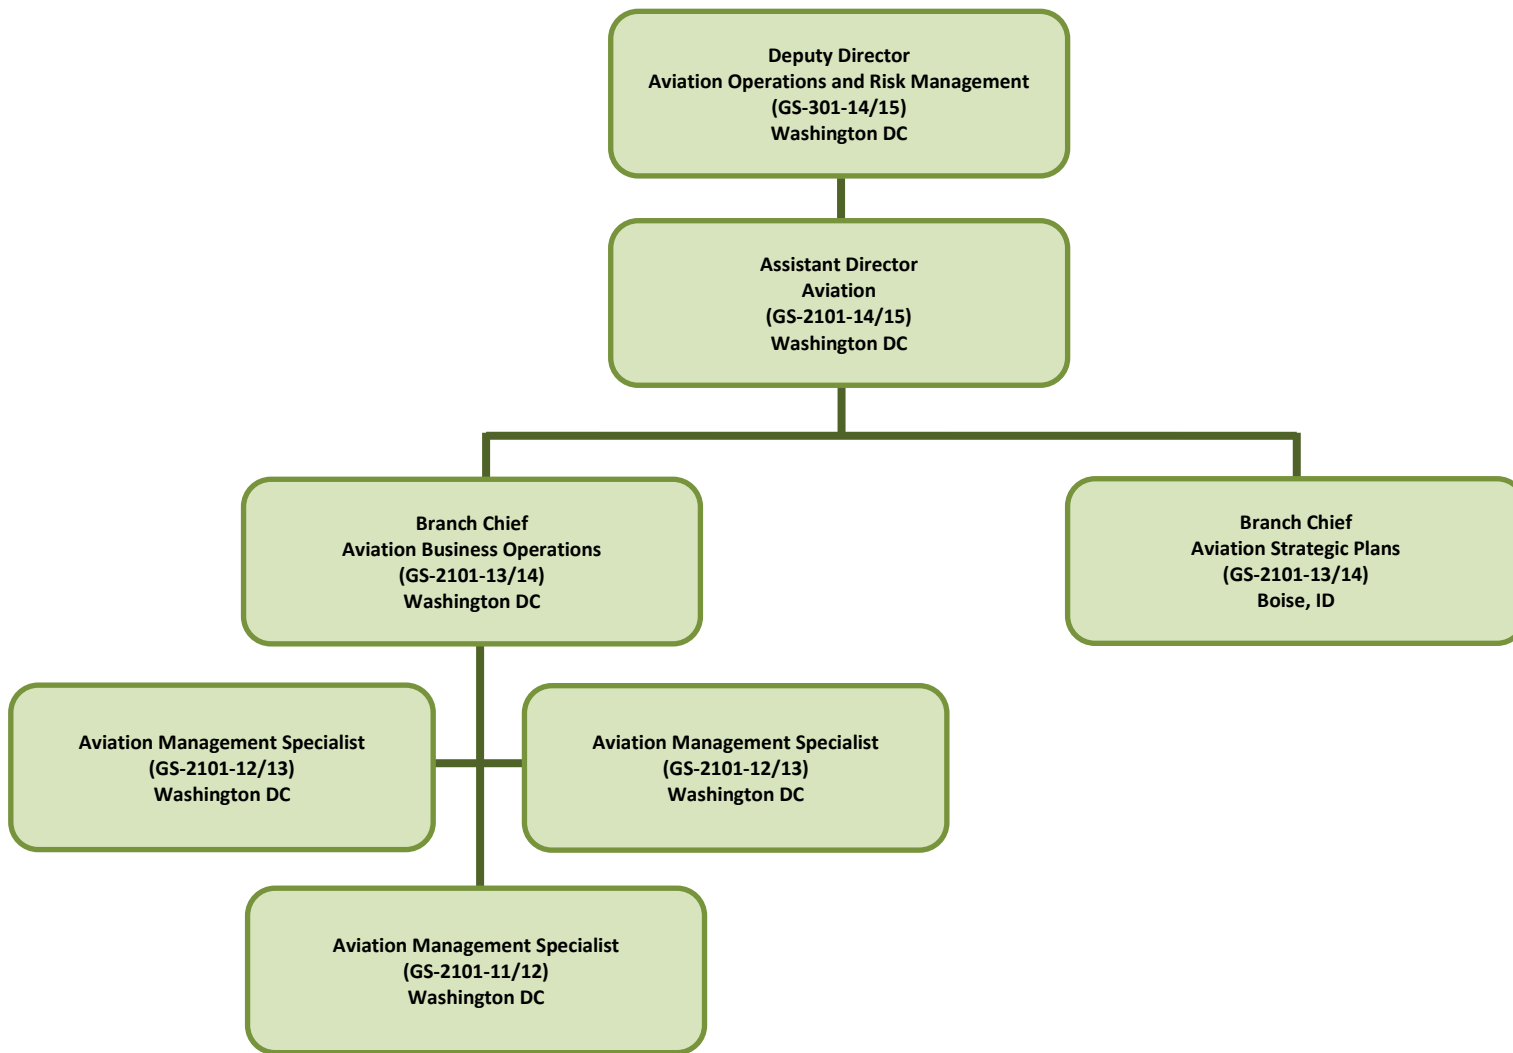 Deputy Director
Aviation Operations and Risk Management
(GS-301-14/15)
Washington DC
Assistant Director
Aviation
(GS-2101-14/15)
Washington DC
Branch Chief
Aviation Business Operations
(GS-2101-13/14)
Washington DC
Branch Chief
Aviation Strategic Plans
(GS-2101-13/14)
Boise, ID
Aviation Management Specialist
(GS-2101-12/13)
Washington DC
Aviation Management Specialist
(GS-2101-12/13)
Washington DC
Aviation Management Specialist
(GS-2101-11/12)
Washington DC